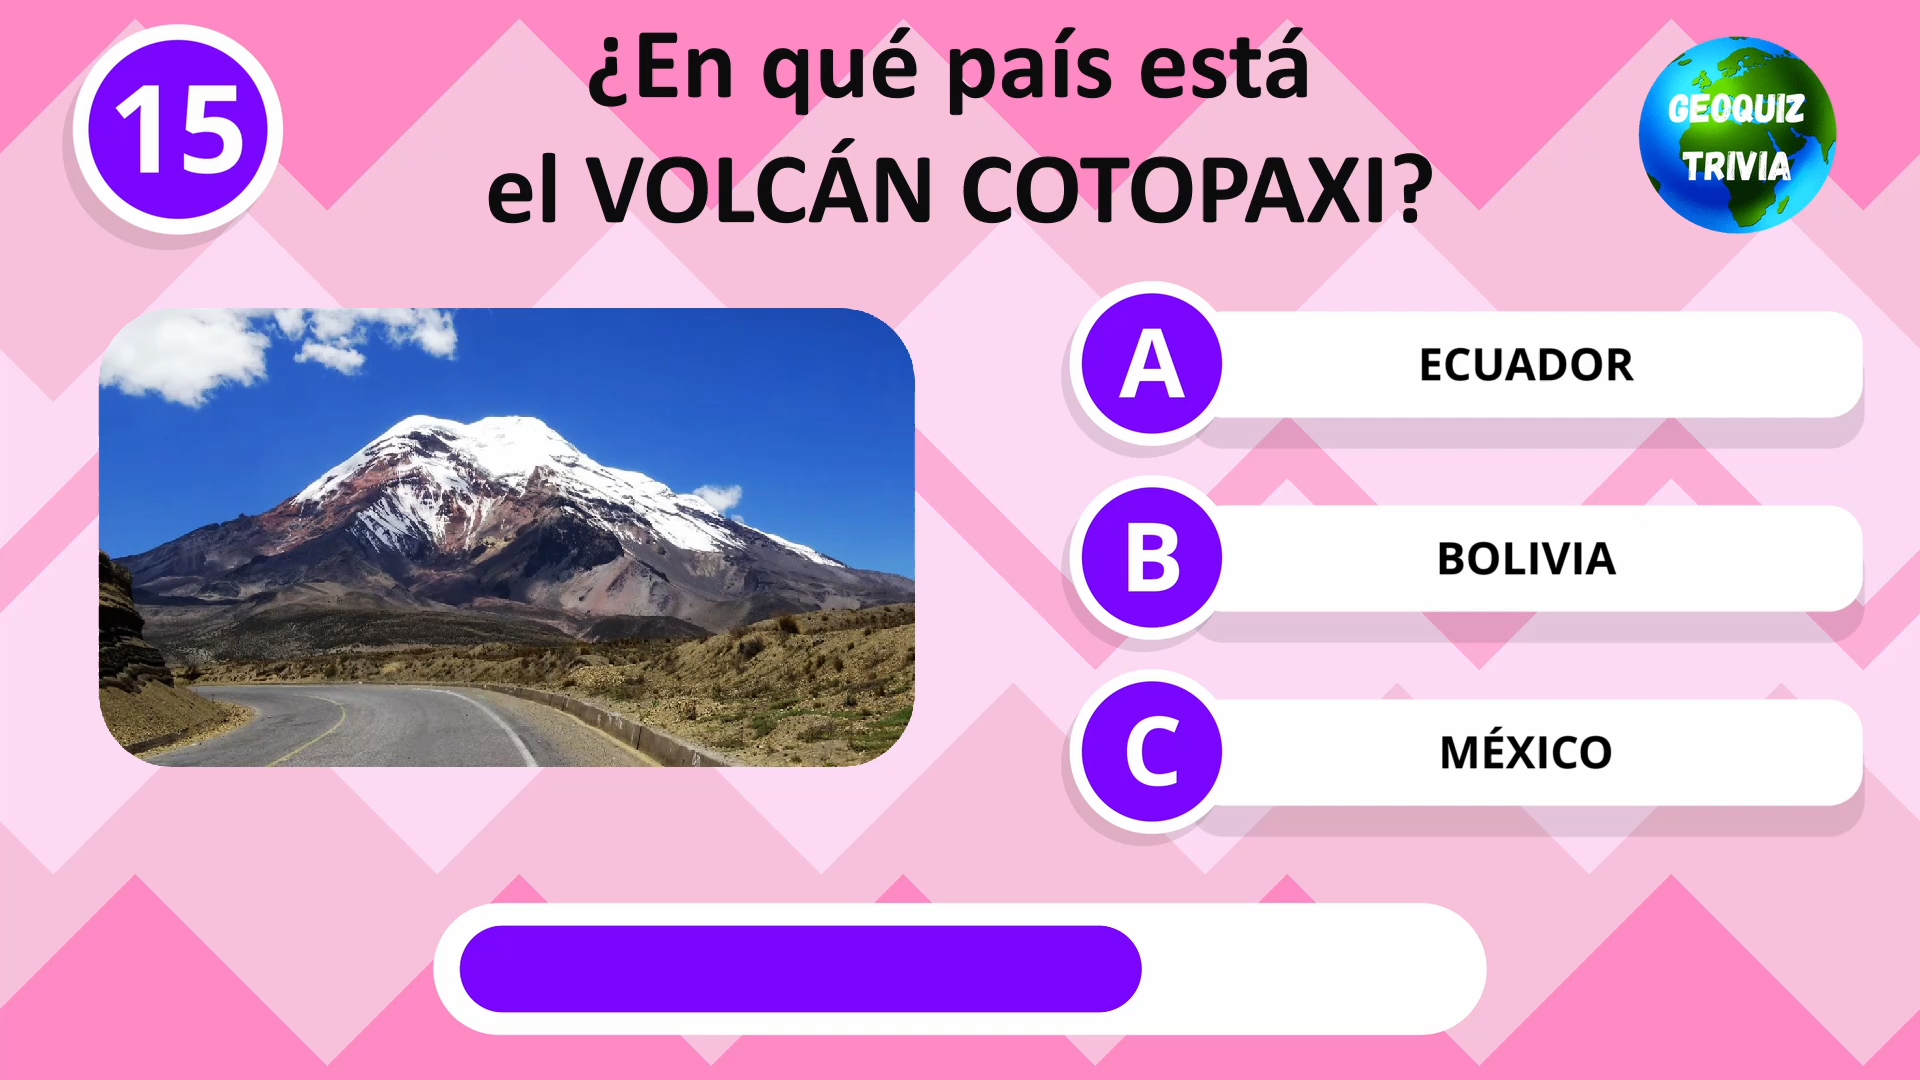 15
¿En qué país está
el VOLCÁN COTOPAXI?
GEOQUIZ
TRIVIA
A
ECUADOR
B
BOLIVIA
C
MÉXICO